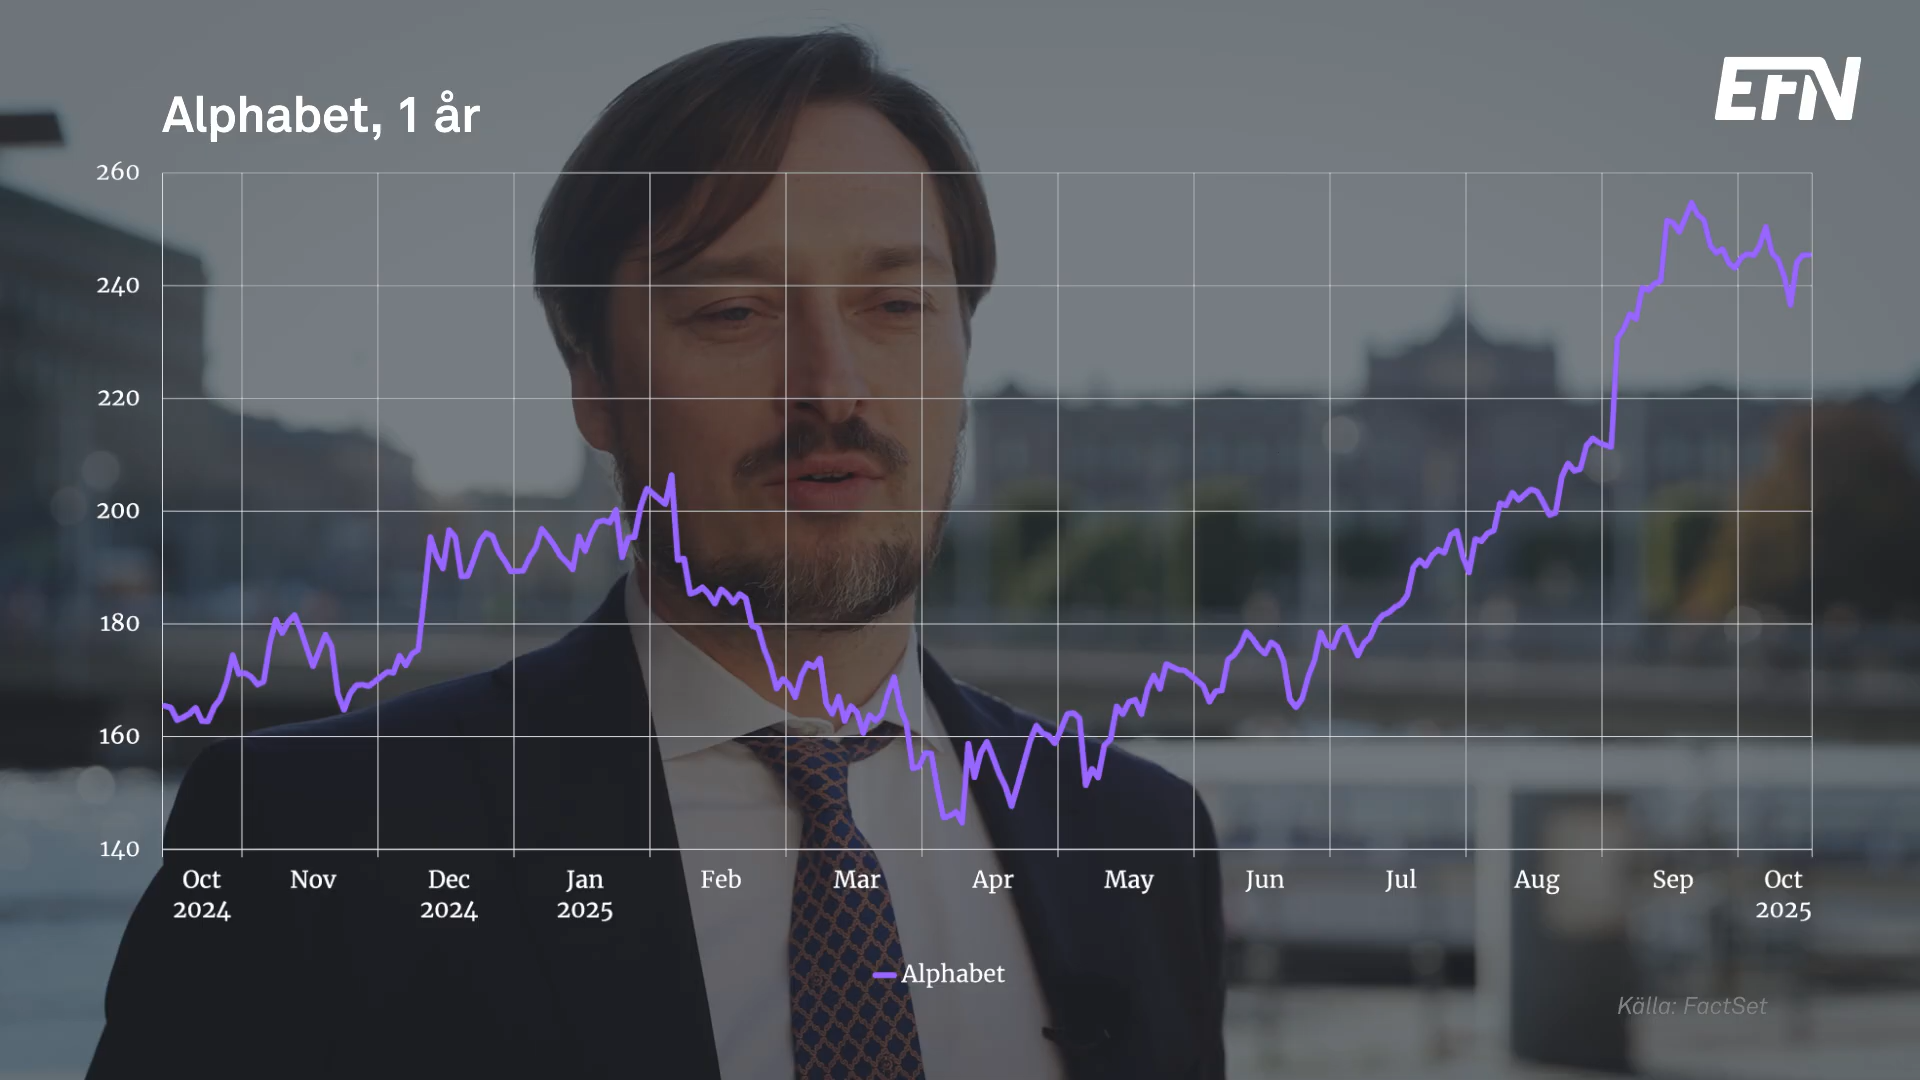 EFN
Alphabet, 1 år
260
240
220
200
180
160
140
Oct Nov Dec Jan Feb Mar Apr May Jun Jul Aug Sep Oct
2024 2024 2025 2025
Alphabet
Källa: FactSet